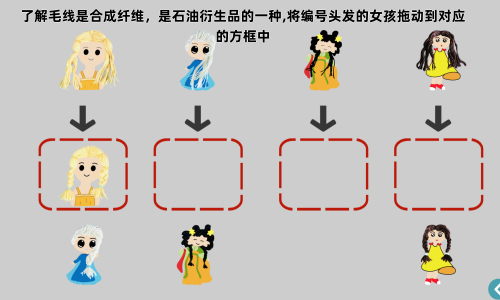 了解毛线是合成纤维，是石油衍生品的一种,将编号头发的女孩拖动到对应
的方框中